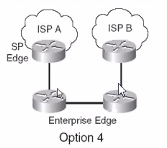 ISP A
ISP B
SP
Edge
Enterprise Edge
Option 4